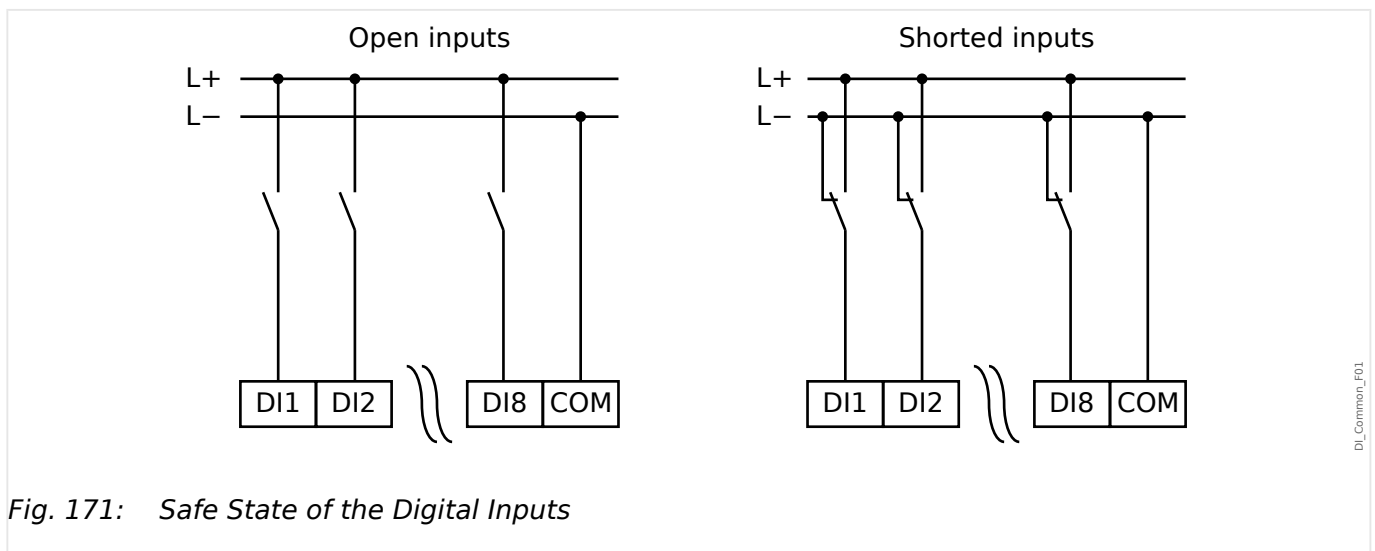 Open inputs
L+
L−
DI1 DI2 DI8 COM
Shorted inputs
L+
L−
DI1 DI2 DI8 COM
DI_Common_F01
Fig. 171: Safe State of the Digital Inputs